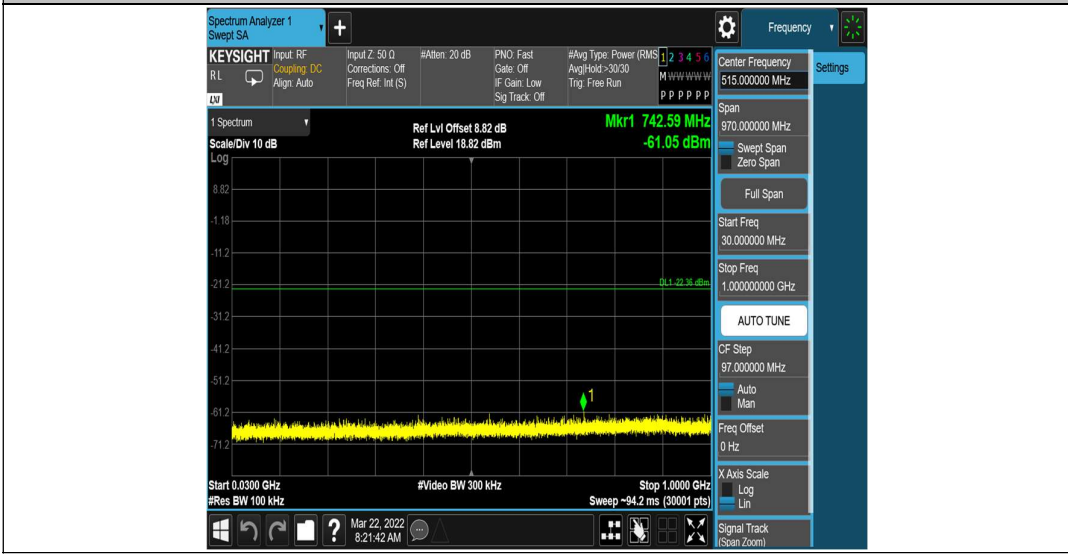 Spectrum Analyzer 1
Swept SA
+
Frequency
KEYSIGHT
RL
LXI
Input: RF
Coupling: DC
Align: Auto
Input Z: 50 Ω
Corrections: Off
Freq Ref: Int (S)
#Atten: 20 dB
PNO: Fast
Gate: Off
IF Gain: Low
Sig Track: Off
#Avg Type: Power (RMS
Avg|Hold:>30/30
Trig: Free Run
1 2 3 4 5 6
M W W W W W
P P P P P P
1 Spectrum
Scale/Div 10 dB
Log
Ref Lvl Offset 8.82 dB
Ref Level 18.82 dBm
Mkr1 742.59 MHz
-61.05 dBm
8.82
-1.18
-11.2
-21.2
-31.2
-41.2
-51.2
-61.2
-71.2
DL1 -22.36 dBm
1
Start 0.0300 GHz
#Res BW 100 kHz
#Video BW 300 kHz
Stop 1.0000 GHz
Sweep ~94.2 ms (30001 pts)
?
Mar 22, 2022
8:21:42 AM
Center Frequency
515.000000 MHz
Settings
Span
970.000000 MHz
Swept Span
Zero Span
Full Span
Start Freq
30.000000 MHz
Stop Freq
1.000000000 GHz
AUTO TUNE
CF Step
97.000000 MHz
Auto
Man
Freq Offset
0 Hz
X Axis Scale
Log
Lin
Signal Track
(Span Zoom)